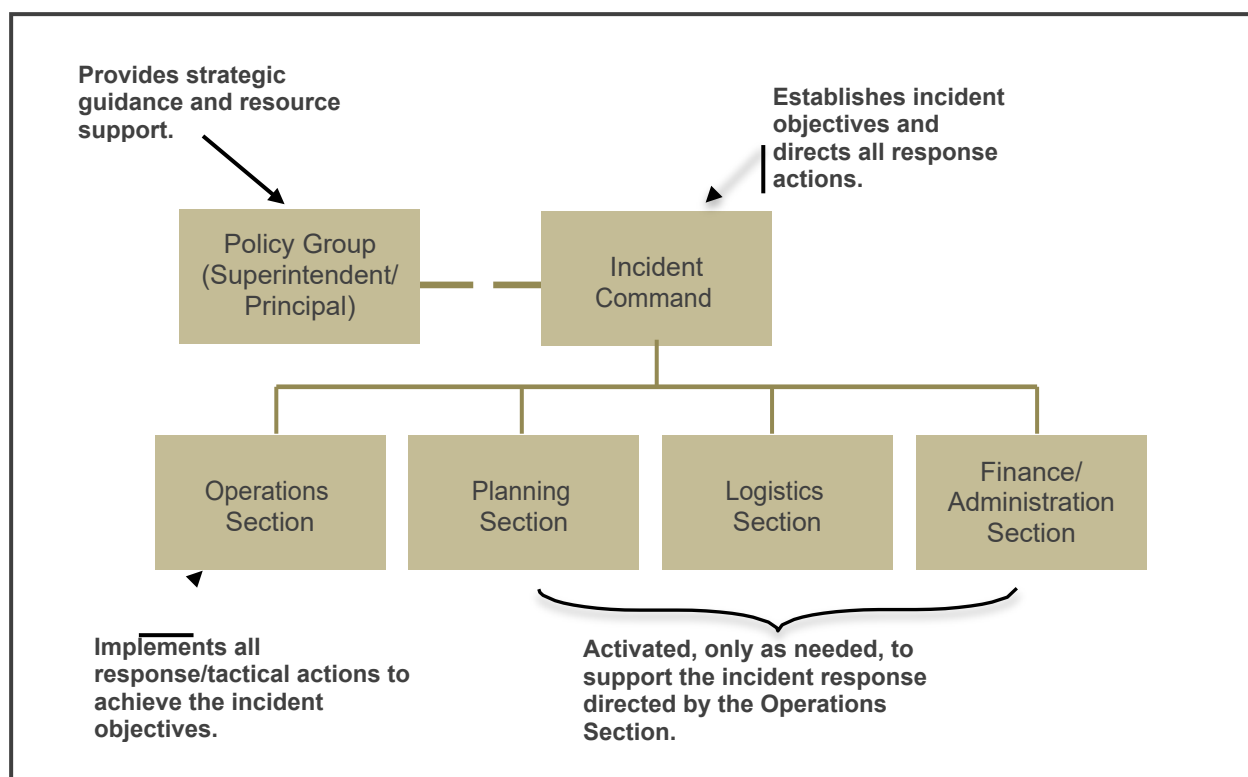 Provides strategic
guidance and resource
support.
Establishes incident
objectives and
directs all response
actions.
Policy Group
(Superintendent/
Principal)
Incident
Command
Operations
Section
Planning
Section
Logistics
Section
Finance/
Administration
Section
Implements all
response/tactical actions to
achieve the incident
objectives.
Activated, only as needed, to
support the incident response
directed by the Operations
Section.